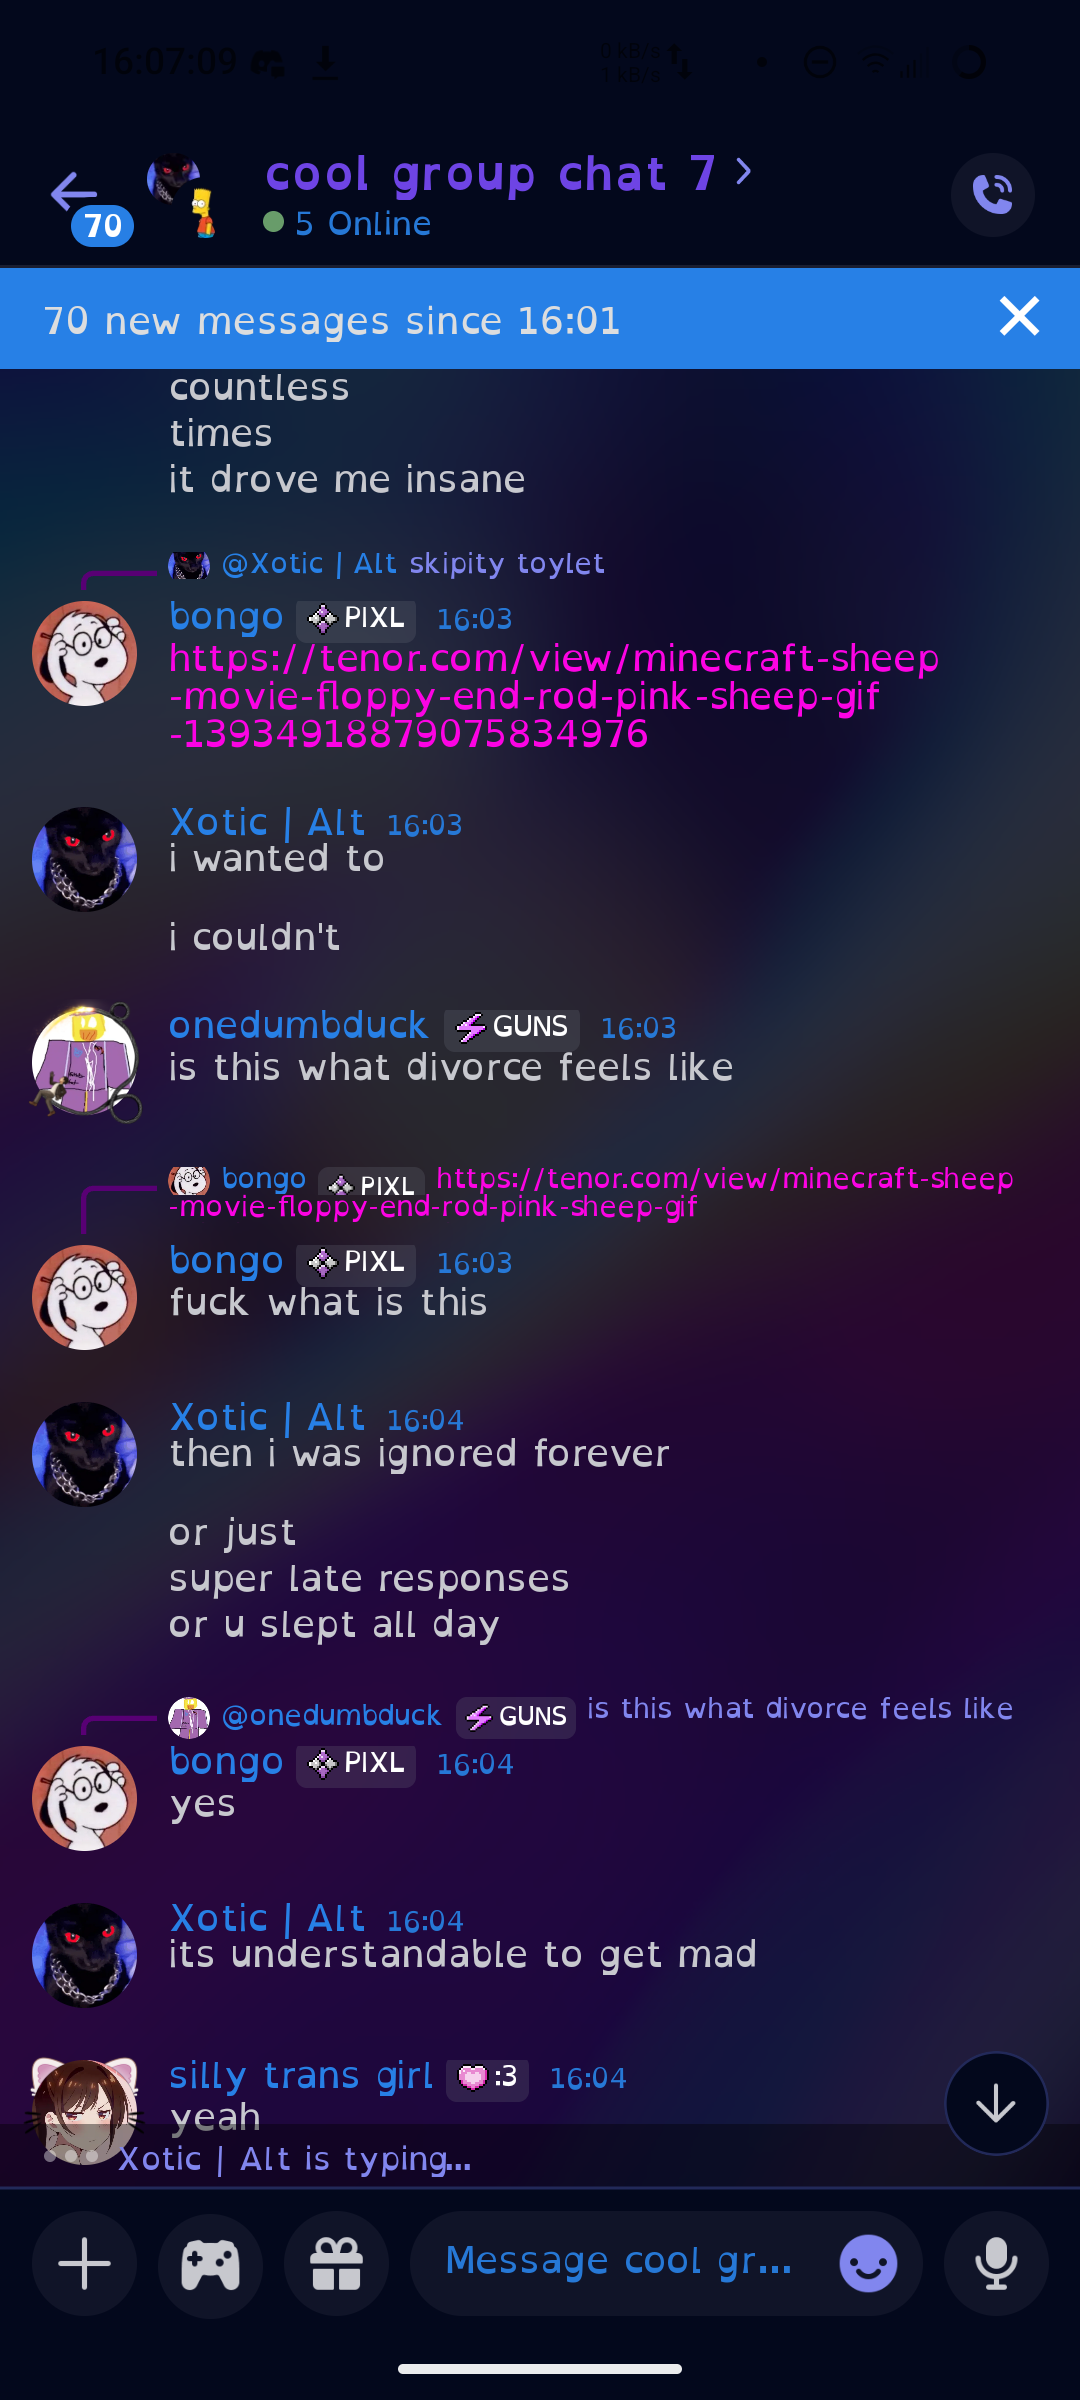 16:07:09
0 kB/s
1 kB/s
cool group chat 7
70
5 Online
70 new messages since 16:01
countless
times
it drove me insane
@Xotic | Alt skipity toylet
bongo PIXL 16:03
https://tenor.com/view/minecraft-sheep
-movie-floppy-end-rod-pink-sheep-gif
-13934918879075834976
Xotic | Alt 16:03
i wanted to
i couldn't
onedumbduck GUNS 16:03
is this what divorce feels like
bongo PIXL https://tenor.com/view/minecraft-sheep
-movie-floppy-end-rod-pink-sheep-gif
bongo PIXL 16:03
fuck what is this
Xotic | Alt 16:04
then i was ignored forever
or just
super late responses
or u slept all day
@onedumbduck GUNS is this what divorce feels like
bongo PIXL 16:04
yes
Xotic | Alt 16:04
its understandable to get mad
silly trans girl :3 16:04
yeah
Xotic | Alt is typing...
Message cool gr...